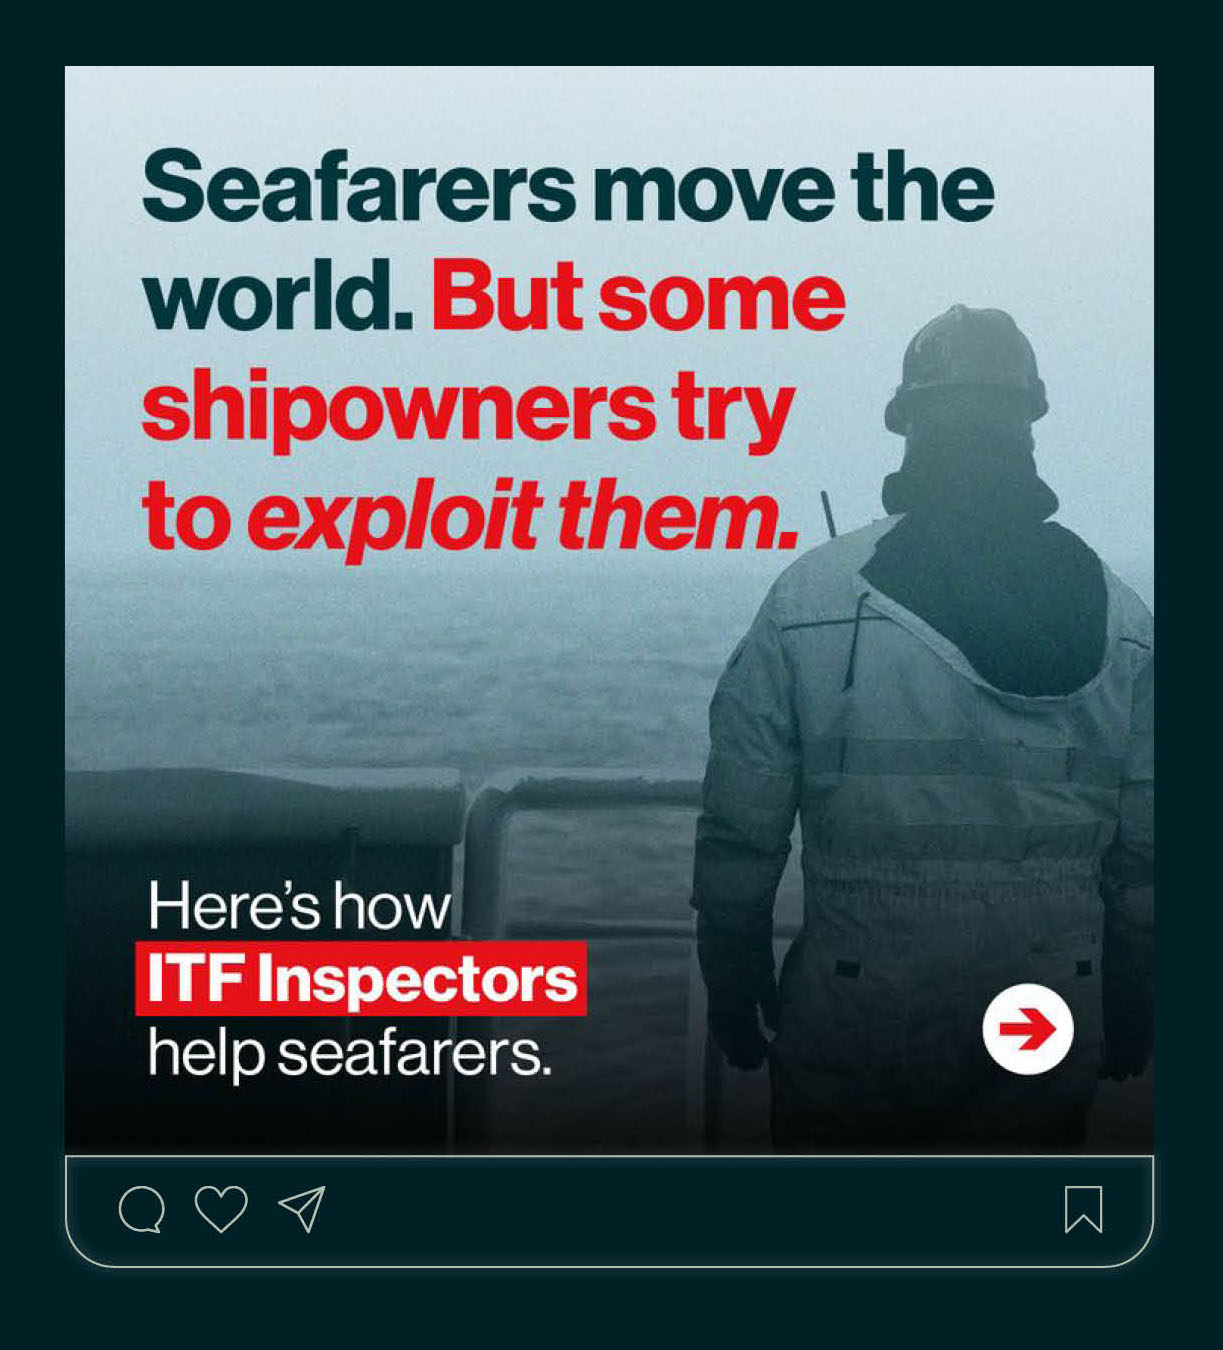 Seafarers move the
world. But some
shipowners try
to exploit them.
Here’s how
ITF Inspectors
help seafarers.